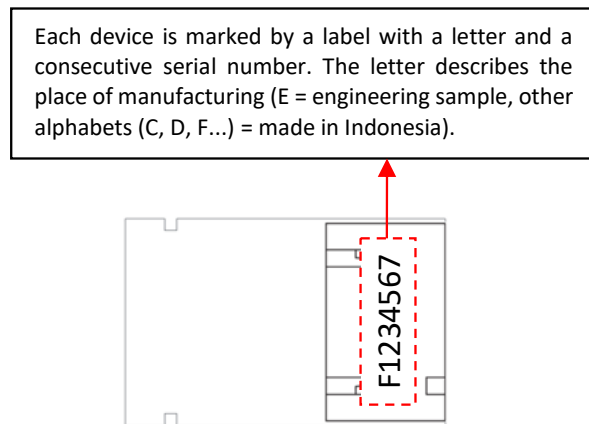 Each device is marked by a label with a letter and a
consecutive serial number. The letter describes the
place of manufacturing (E = engineering sample, other
alphabets (C, D, F...) = made in Indonesia).
F1234567